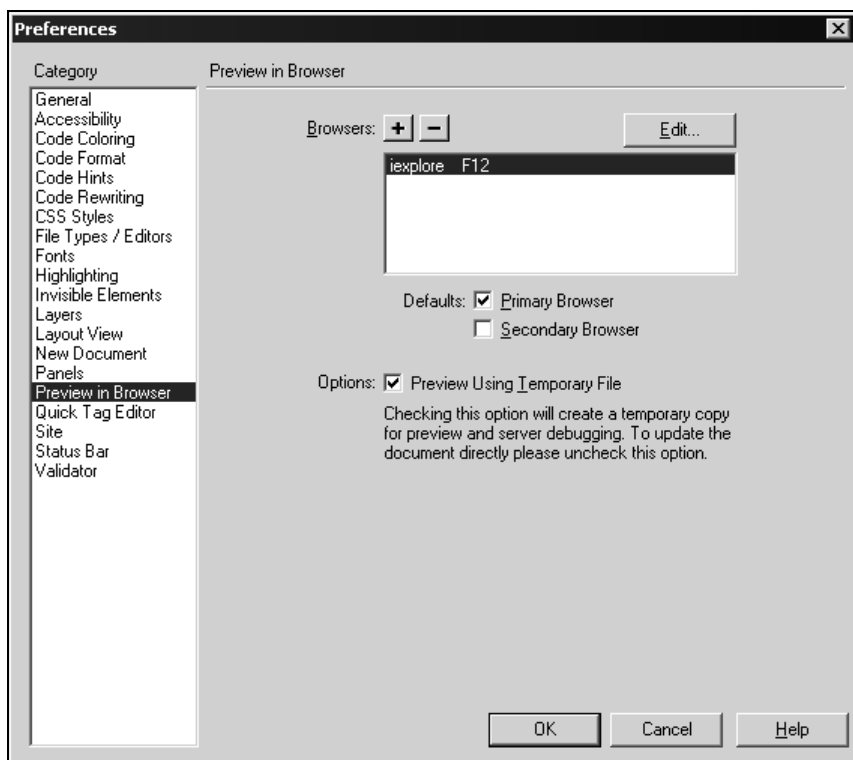 Preferences
Category
General
Accessibility
Code Coloring
Code Format
Code Hints
Code Rewriting
CSS Styles
File Types / Editors
Fonts
Highlighting
Invisible Elements
Layers
Layout View
New Document
Panels
Preview in Browser
Quick Tag Editor
Site
Status Bar
Validator
Preview in Browser
Browsers: + − Edit...
iexplore F12
Defaults: Primary Browser
Secondary Browser
Options: Preview Using Temporary File
Checking this option will create a temporary copy
for preview and server debugging. To update the
document directly please uncheck this option.
OK Cancel Help